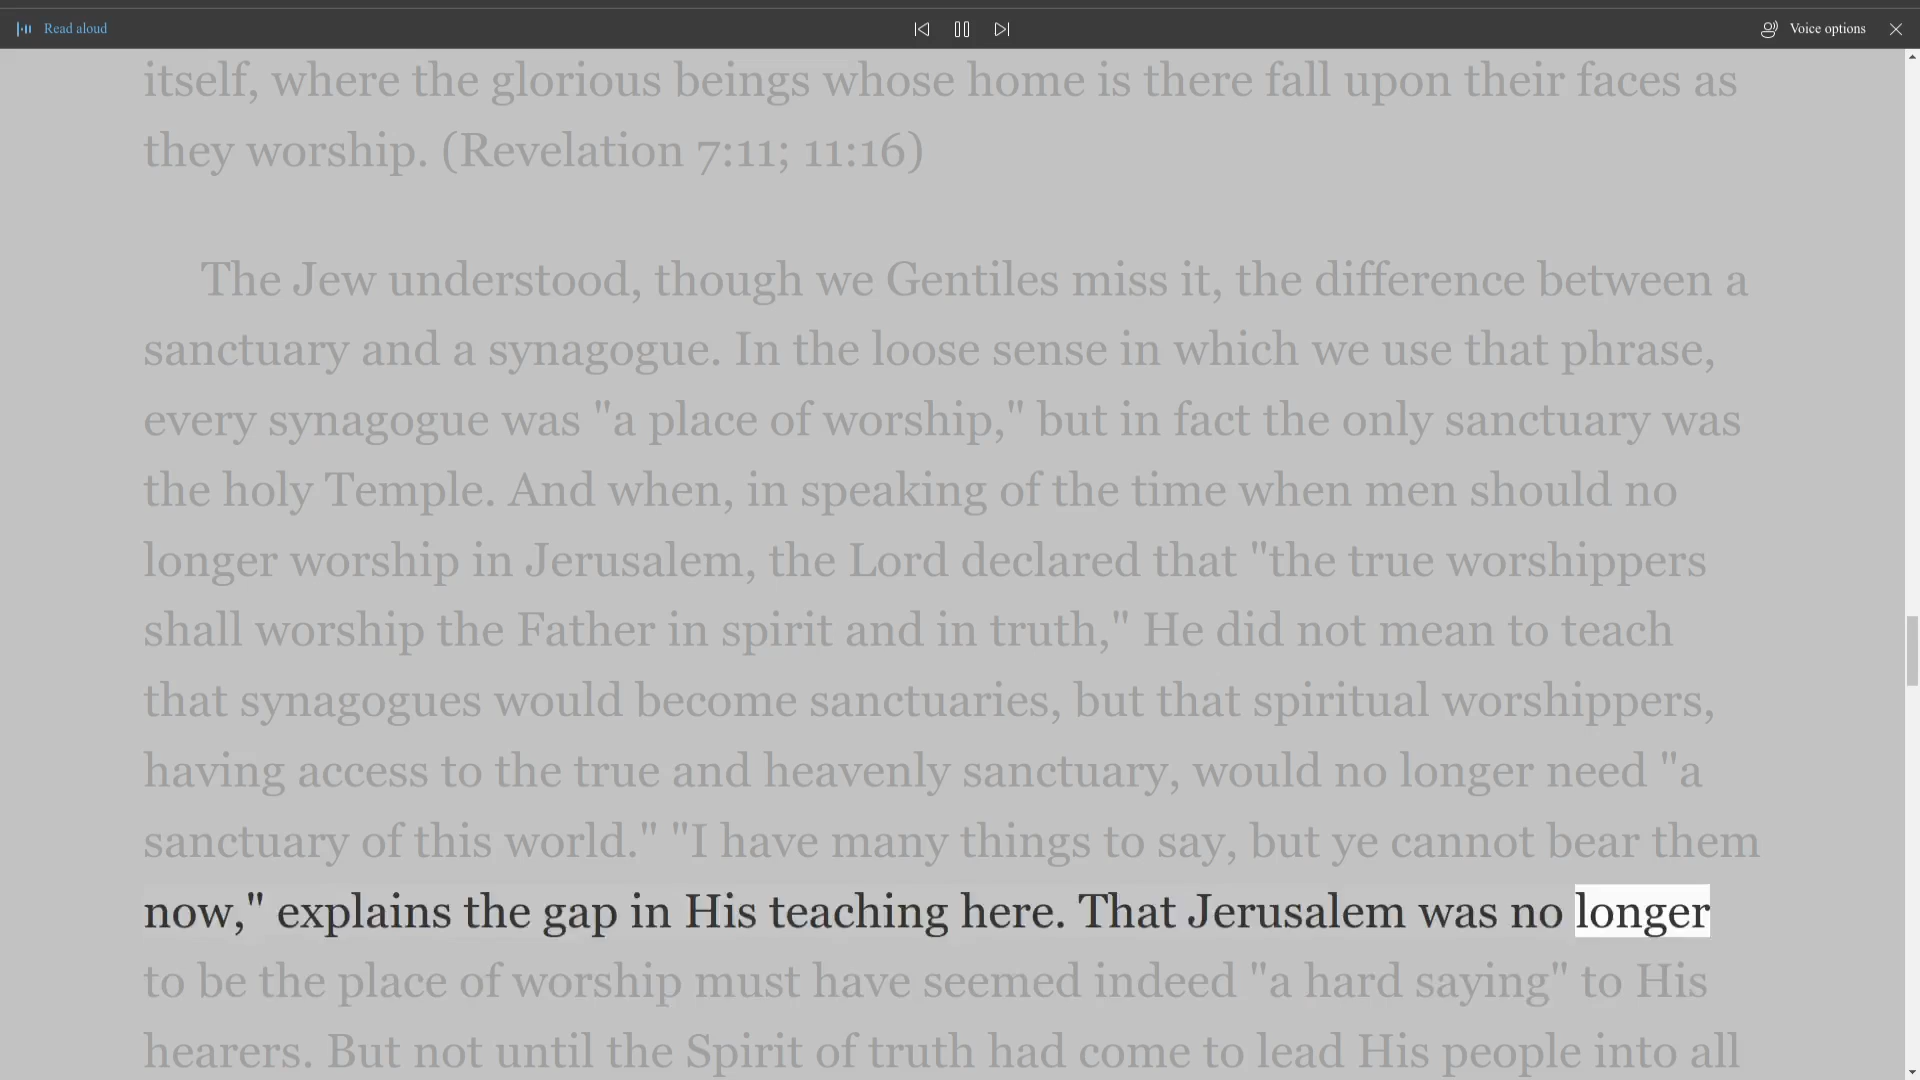 Read aloud
Voice options
itself, where the glorious beings whose home is there fall upon their faces as
they worship. (Revelation 7:11; 11:16)
The Jew understood, though we Gentiles miss it, the difference between a
sanctuary and a synagogue. In the loose sense in which we use that phrase,
every synagogue was "a place of worship," but in fact the only sanctuary was
the holy Temple. And when, in speaking of the time when men should no
longer worship in Jerusalem, the Lord declared that "the true worshippers
shall worship the Father in spirit and in truth," He did not mean to teach
that synagogues would become sanctuaries, but that spiritual worshippers,
having access to the true and heavenly sanctuary, would no longer need "a
sanctuary of this world." "I have many things to say, but ye cannot bear them
now," explains the gap in His teaching here. That Jerusalem was no longer
to be the place of worship must have seemed indeed "a hard saying" to His
hearers. But not until the Spirit of truth had come to lead His people into all